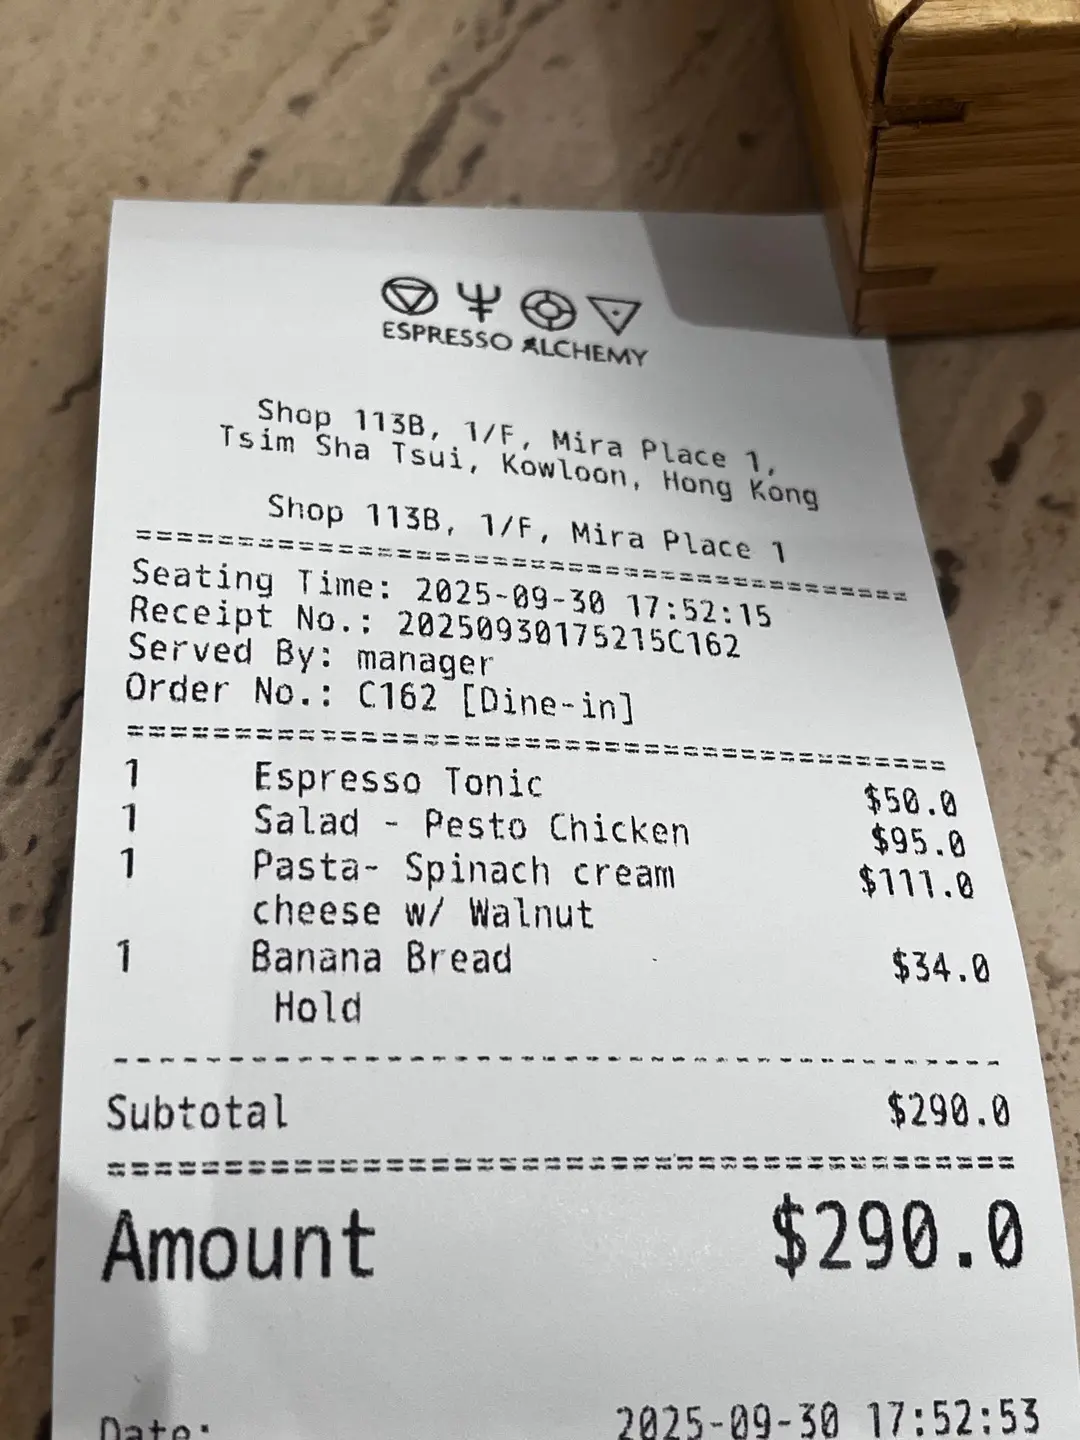 ESPRESSO ALCHEMY
Shop 113B, 1/F, Mira Place 1,
Tsim Sha Tsui, Kowloon, Hong Kong
Shop 113B, 1/F, Mira Place 1
==========================================
Seating Time: 2025-09-30 17:52:15
Receipt No.: 20250930175215C162
Served By: manager
Order No.: C162 [Dine-in]
==========================================
1 Espresso Tonic $50.0
1 Salad - Pesto Chicken $95.0
1 Pasta- Spinach cream $111.0
cheese w/ Walnut
1 Banana Bread $34.0
Hold
------------------------------------------
Subtotal $290.0
==========================================
Amount $290.0
Date: 2025-09-30 17:52:53